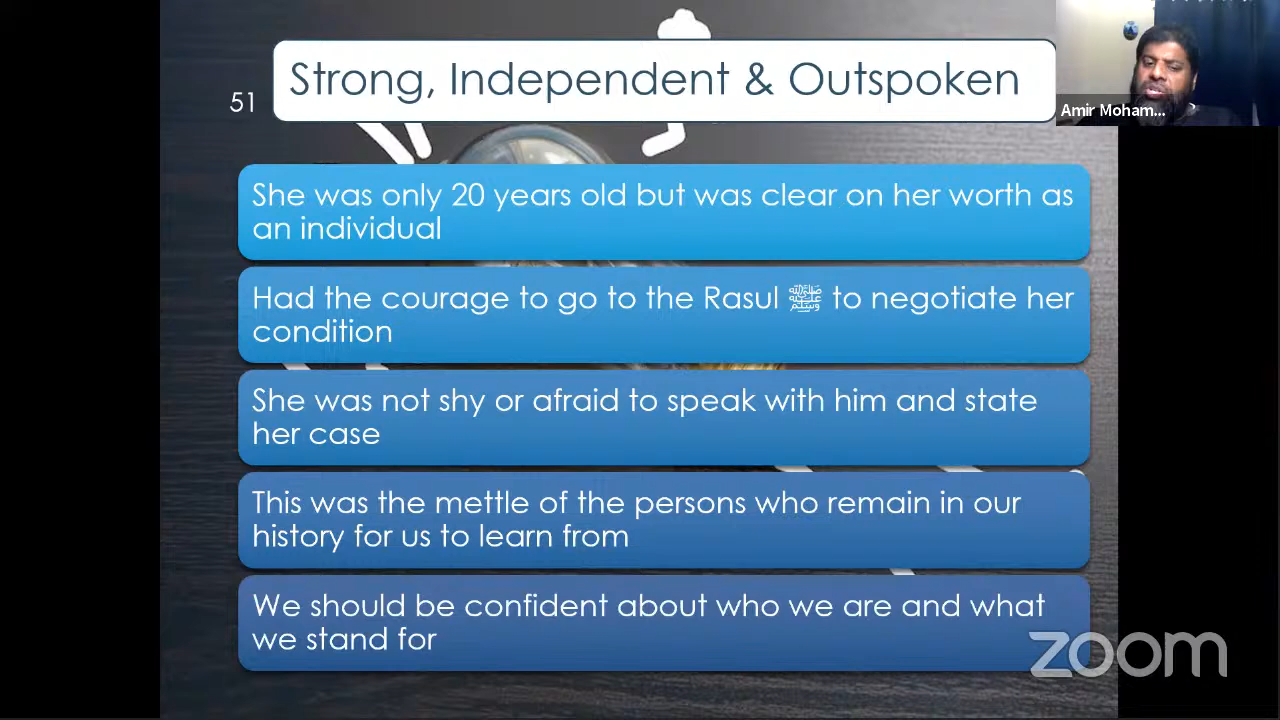 51
Strong, Independent & Outspoken
Amir Moham...
She was only 20 years old but was clear on her worth as
an individual
Had the courage to go to the Rasul ﷺ to negotiate her
condition
She was not shy or afraid to speak with him and state
her case
This was the mettle of the persons who remain in our
history for us to learn from
We should be confident about who we are and what
we stand for
zoom